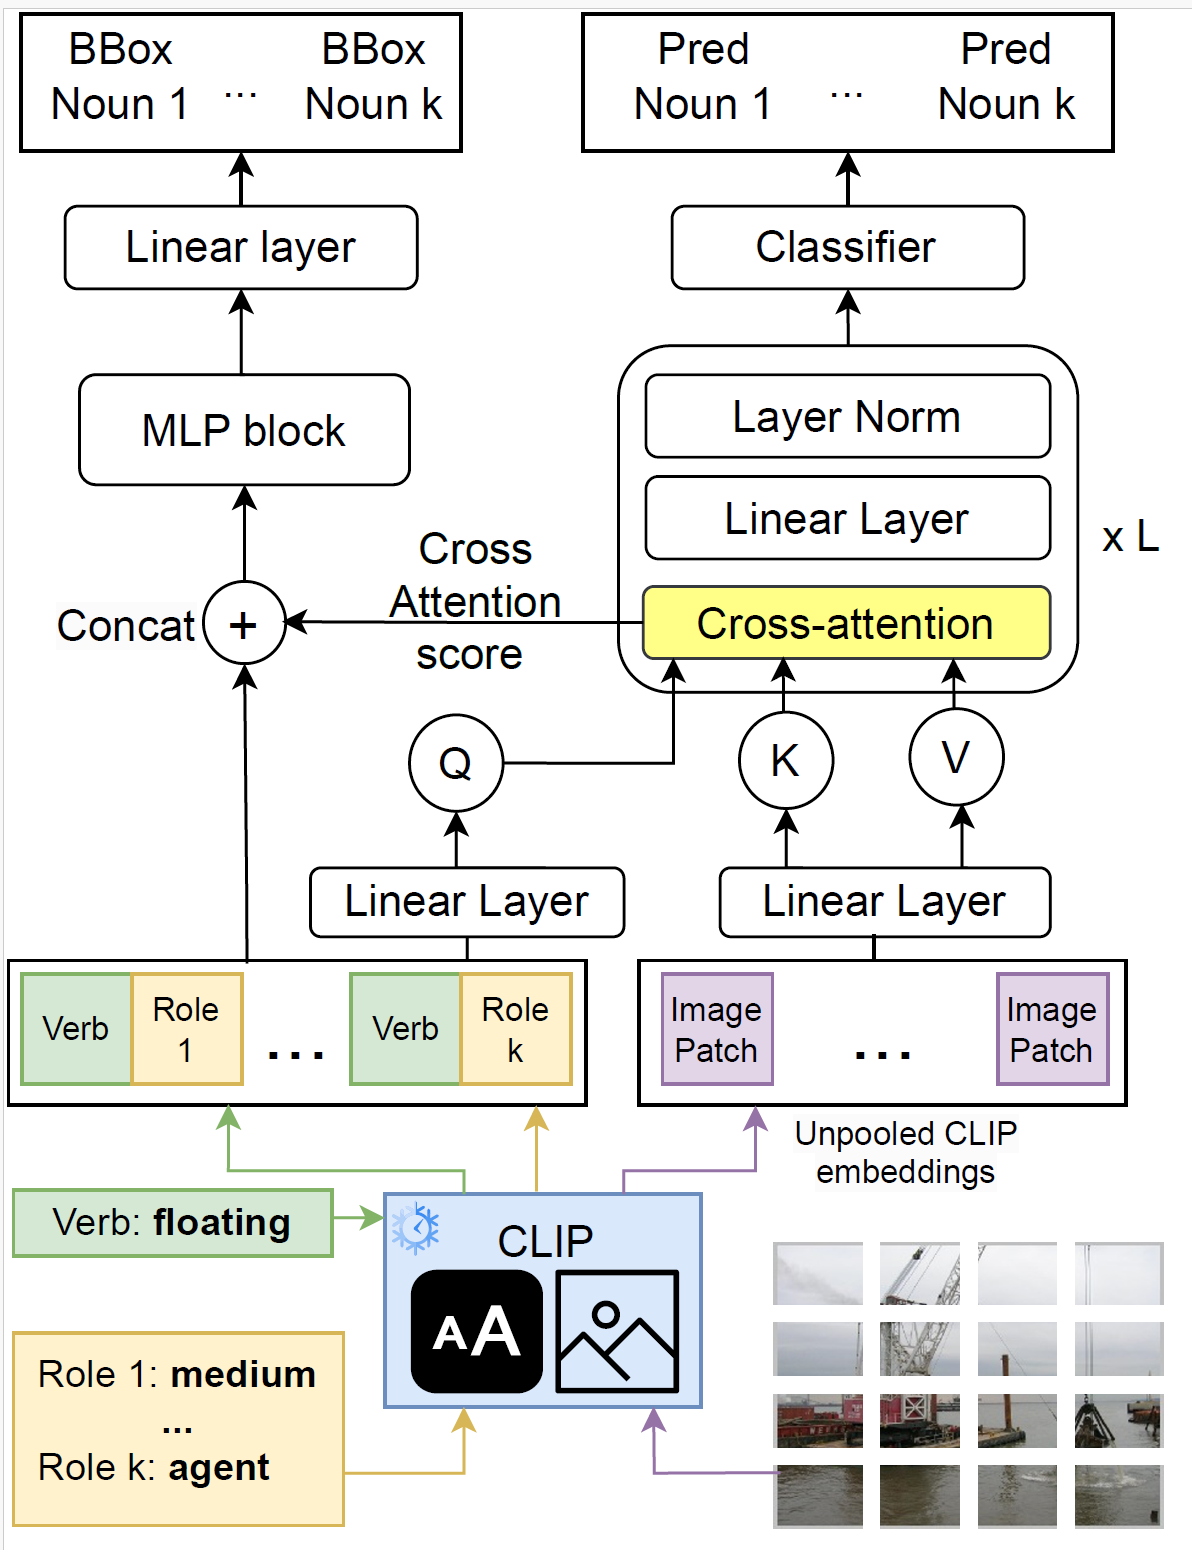 BBox
Noun 1
...
BBox
Noun k
Pred
Noun 1
...
Pred
Noun k
Linear layer
Classifier
MLP block
Layer Norm
Linear Layer
x L
Cross
Attention
score
Cross-attention
Concat
+
Q
K
V
Linear Layer
Linear Layer
Verb
Role
1
...
Verb
Role
k
Image
Patch
...
Image
Patch
Unpooled CLIP
embeddings
Verb: floating
CLIP
AA
Role 1: medium
...
Role k: agent